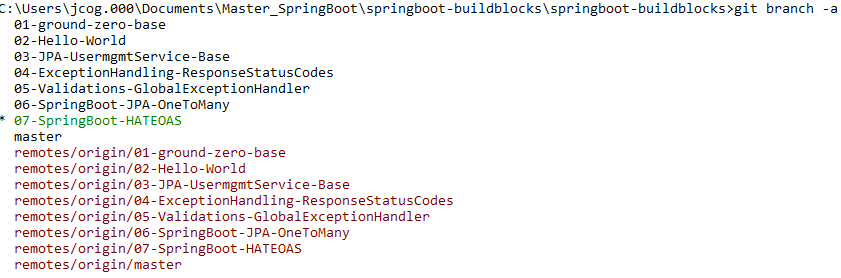 C:\Users\jcog.000\Documents\Master_SpringBoot\springboot-buildblocks\springboot-buildblocks>git branch -a
01-ground-zero-base
02-Hello-World
03-JPA-UsermgmtService-Base
04-ExceptionHandling-ResponseStatusCodes
05-Validations-GlobalExceptionHandler
06-SpringBoot-JPA-OneToMany
* 07-SpringBoot-HATEOAS
master
remotes/origin/01-ground-zero-base
remotes/origin/02-Hello-World
remotes/origin/03-JPA-UsermgmtService-Base
remotes/origin/04-ExceptionHandling-ResponseStatusCodes
remotes/origin/05-Validations-GlobalExceptionHandler
remotes/origin/06-SpringBoot-JPA-OneToMany
remotes/origin/07-SpringBoot-HATEOAS
remotes/origin/master